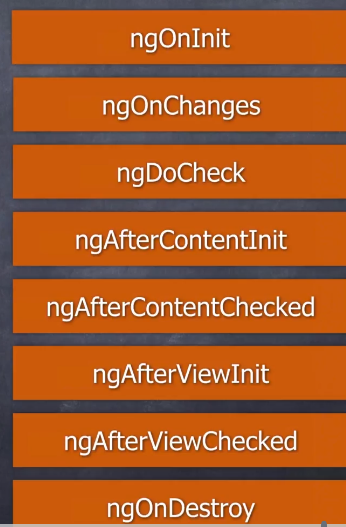 ngOnInit
ngOnChanges
ngDoCheck
ngAfterContentInit
ngAfterContentChecked
ngAfterViewInit
ngAfterViewChecked
ngOnDestroy